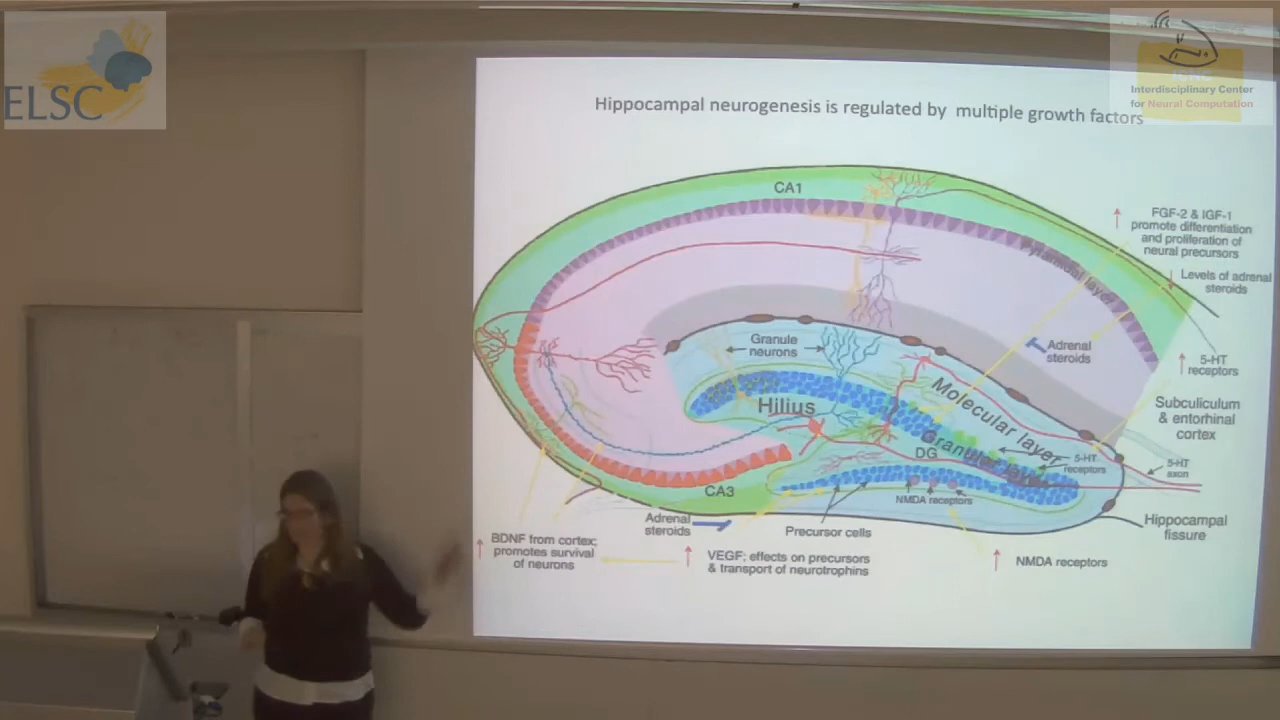 ELSC
Interdisciplinary Center
for Neural Computation
Hippocampal neurogenesis is regulated by multiple growth factors
CA1
FGF-2 & IGF-1
promote differentiation
and proliferation of
neural precursors
Pyramidal layer
Levels of adrenal
steroids
Granule
neurons
Adrenal
steroids
5-HT
receptors
Hilius
Molecular layer
Subculiculum
& entorhinal
cortex
Granular layer
DG
5-HT
receptors
5-HT
axon
CA3
NMDA receptors
Adrenal
steroids
Precursor cells
Hippocampal
fissure
BDNF from cortex;
promotes survival
of neurons
VEGF; effects on precursors
& transport of neurotrophins
NMDA receptors